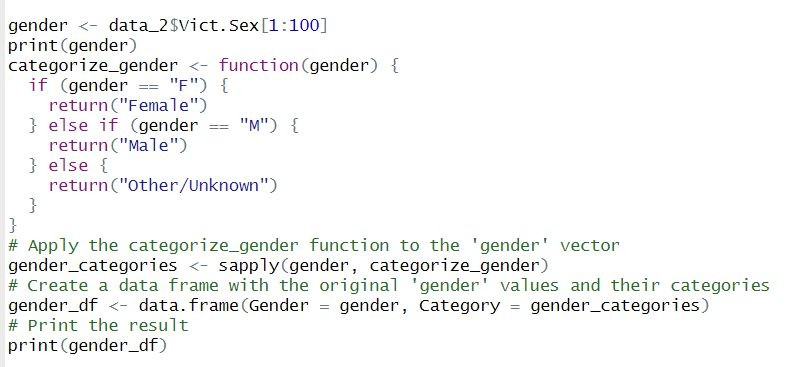 gender <- data_2$Vict.Sex[1:100]
print(gender)
categorize_gender <- function(gender) {
  if (gender == "F") {
    return("Female")
  } else if (gender == "M") {
    return("Male")
  } else {
    return("Other/Unknown")
  }
}
# Apply the categorize_gender function to the 'gender' vector
gender_categories <- sapply(gender, categorize_gender)
# Create a data frame with the original 'gender' values and their categories
gender_df <- data.frame(Gender = gender, Category = gender_categories)
# Print the result
print(gender_df)